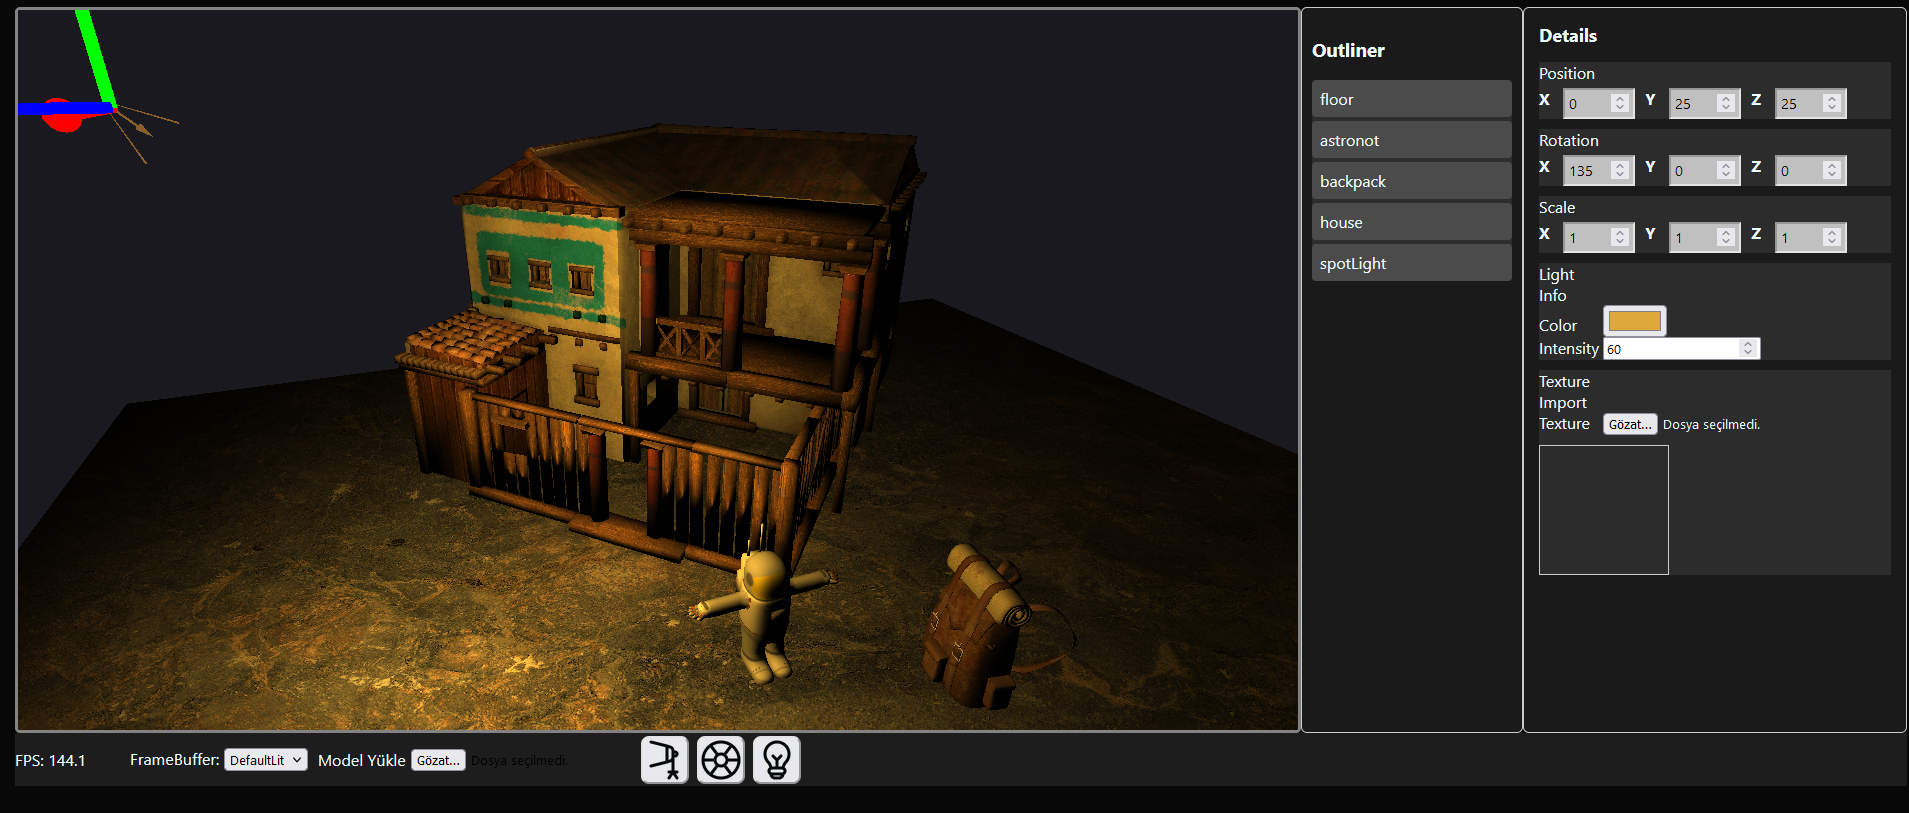 Outliner
floor
astronot
backpack
house
spotLight
Details
Position
X 0 Y 25 Z 25
Rotation
X 135 Y 0 Z 0
Scale
X 1 Y 1 Z 1
Light
Info
Color
Intensity 60
Texture
Import
Texture Gözat... Dosya seçilmedi.
FPS: 144.1 FrameBuffer: DefaultLit Model Yükle Gözat... Dosya seçilmedi.